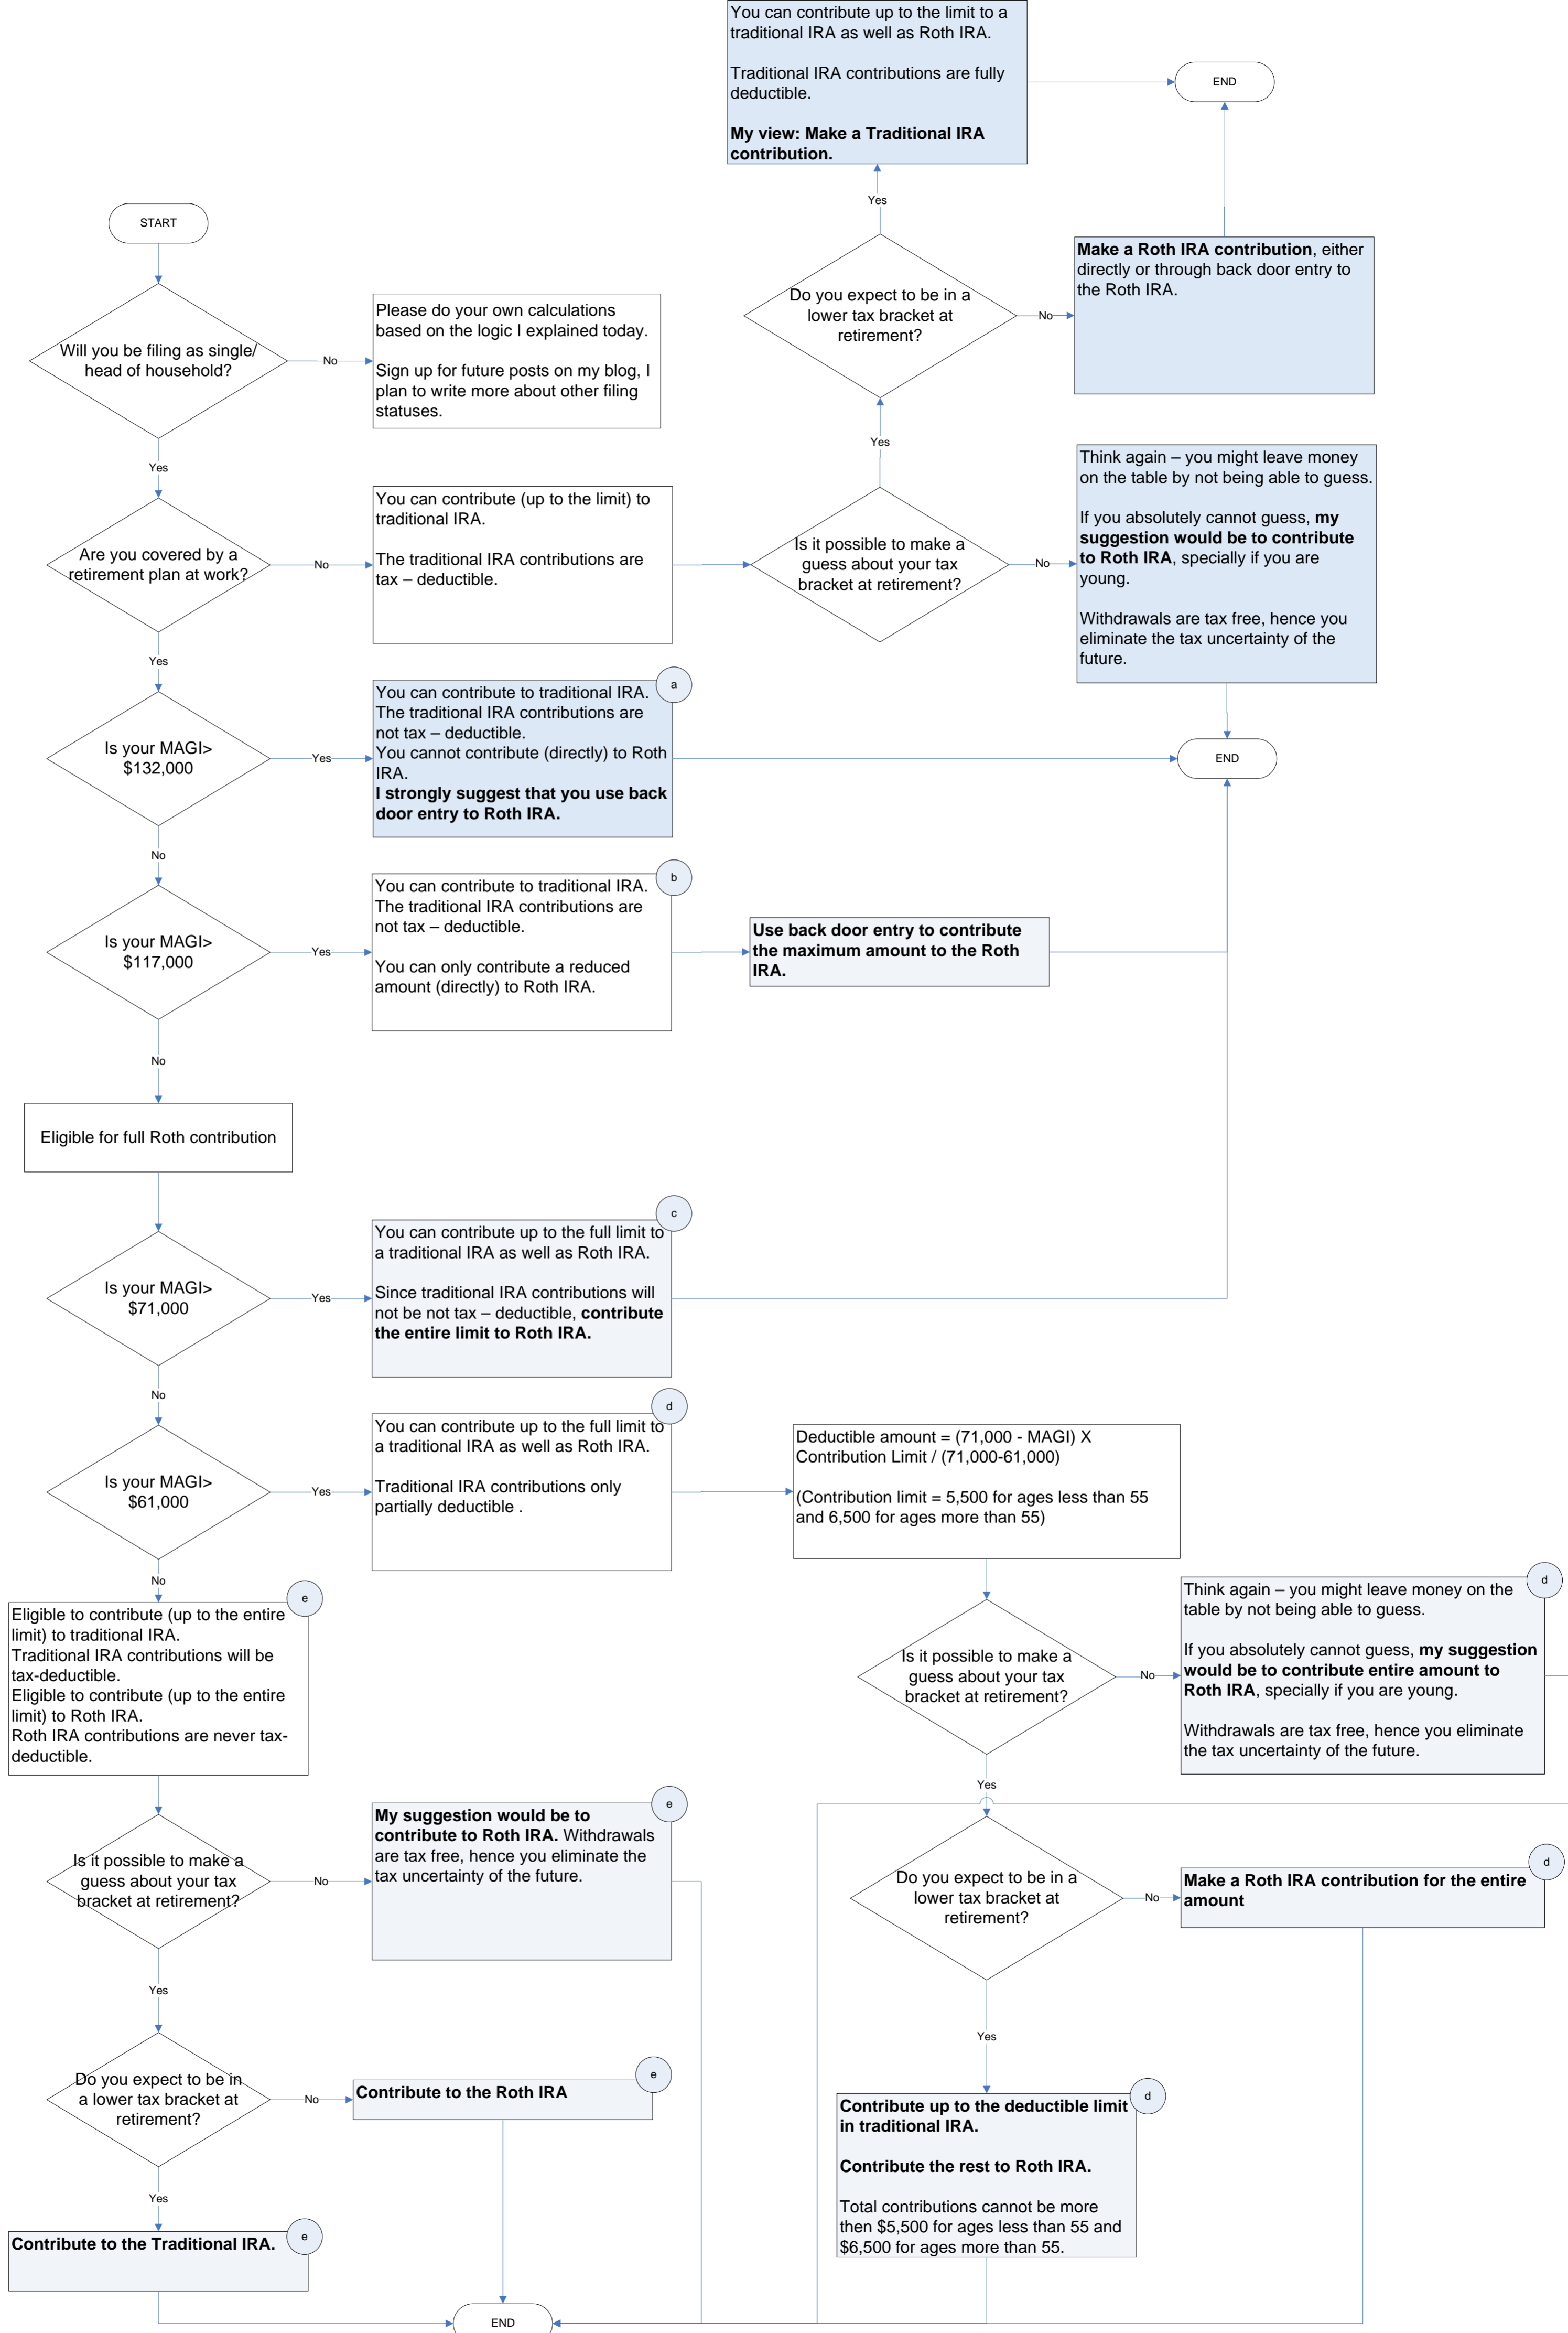 You can contribute up to the limit to a
traditional IRA as well as Roth IRA.
Traditional IRA contributions are fully
deductible.
My view: Make a Traditional IRA
contribution.
END
Yes
START
Do you expect to be in a
lower tax bracket at
retirement?
No
Make a Roth IRA contribution, either
directly or through back door entry to
the Roth IRA.
Will you be filing as single/
head of household?
No
Please do your own calculations
based on the logic I explained today.
Sign up for future posts on my blog, I
plan to write more about other filing
statuses.
Yes
Yes
Are you covered by a
retirement plan at work?
No
You can contribute (up to the limit) to
traditional IRA.
The traditional IRA contributions are
tax – deductible.
Is it possible to make a
guess about your tax
bracket at retirement?
No
Think again – you might leave money
on the table by not being able to guess.
If you absolutely cannot guess, my
suggestion would be to contribute
to Roth IRA, specially if you are
young.
Withdrawals are tax free, hence you
eliminate the tax uncertainty of the
future.
Yes
Is your MAGI>
$132,000
Yes
a
You can contribute to traditional IRA.
The traditional IRA contributions are
not tax – deductible.
You cannot contribute (directly) to Roth
IRA.
I strongly suggest that you use back
door entry to Roth IRA.
END
No
Is your MAGI>
$117,000
Yes
b
You can contribute to traditional IRA.
The traditional IRA contributions are
not tax – deductible.
You can only contribute a reduced
amount (directly) to Roth IRA.
Use back door entry to contribute
the maximum amount to the Roth
IRA.
No
Eligible for full Roth contribution
Is your MAGI>
$71,000
Yes
c
You can contribute up to the full limit to
a traditional IRA as well as Roth IRA.
Since traditional IRA contributions will
not be not tax – deductible, contribute
the entire limit to Roth IRA.
No
Is your MAGI>
$61,000
Yes
d
You can contribute up to the full limit to
a traditional IRA as well as Roth IRA.
Traditional IRA contributions only
partially deductible .
Deductible amount = (71,000 - MAGI) X
Contribution Limit / (71,000-61,000)
(Contribution limit = 5,500 for ages less than 55
and 6,500 for ages more than 55)
No
e
Eligible to contribute (up to the entire
limit) to traditional IRA.
Traditional IRA contributions will be
tax-deductible.
Eligible to contribute (up to the entire
limit) to Roth IRA.
Roth IRA contributions are never tax-
deductible.
Is it possible to make a
guess about your tax
bracket at retirement?
No
d
Think again – you might leave money on the
table by not being able to guess.
If you absolutely cannot guess, my suggestion
would be to contribute entire amount to
Roth IRA, specially if you are young.
Withdrawals are tax free, hence you eliminate
the tax uncertainty of the future.
Yes
Is it possible to make a
guess about your tax
bracket at retirement?
No
e
My suggestion would be to
contribute to Roth IRA. Withdrawals
are tax free, hence you eliminate the
tax uncertainty of the future.
Do you expect to be in a
lower tax bracket at
retirement?
No
d
Make a Roth IRA contribution for the entire
amount
Yes
Yes
Do you expect to be in
a lower tax bracket at
retirement?
No
e
Contribute to the Roth IRA
d
Contribute up to the deductible limit
in traditional IRA.
Contribute the rest to Roth IRA.
Total contributions cannot be more
then $5,500 for ages less than 55 and
$6,500 for ages more than 55.
Yes
e
Contribute to the Traditional IRA.
END